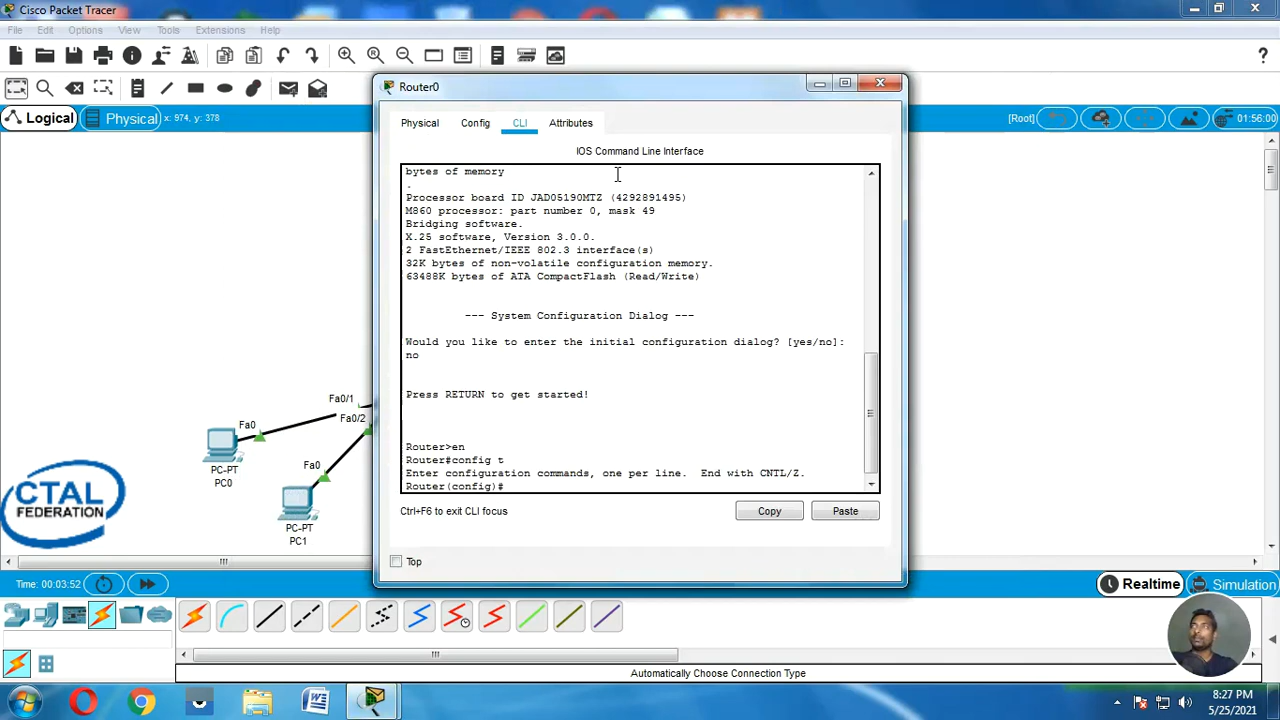 Cisco Packet Tracer
File Edit Options View Tools Extensions Help
?
Logical Physical x: 974, y: 378
[Root] 01:56:00
Router0
Physical Config CLI Attributes
IOS Command Line Interface
bytes of memory
.
Processor board ID JAD05190MTZ (4292891495)
M860 processor: part number 0, mask 49
Bridging software.
X.25 software, Version 3.0.0.
2 FastEthernet/IEEE 802.3 interface(s)
32K bytes of non-volatile configuration memory.
63488K bytes of ATA CompactFlash (Read/Write)
--- System Configuration Dialog ---
Would you like to enter the initial configuration dialog? [yes/no]:
no
Press RETURN to get started!
Router>en
Router#config t
Enter configuration commands, one per line. End with CNTL/Z.
Router(config)#
Ctrl+F6 to exit CLI focus
Copy Paste
Top
Fa0/1
Fa0/2
Fa0
PC-PT
PC0
Fa0
PC-PT
PC1
CTAL
FEDERATION
Time: 00:03:52
Realtime Simulation
Automatically Choose Connection Type
8:27 PM
5/25/2021